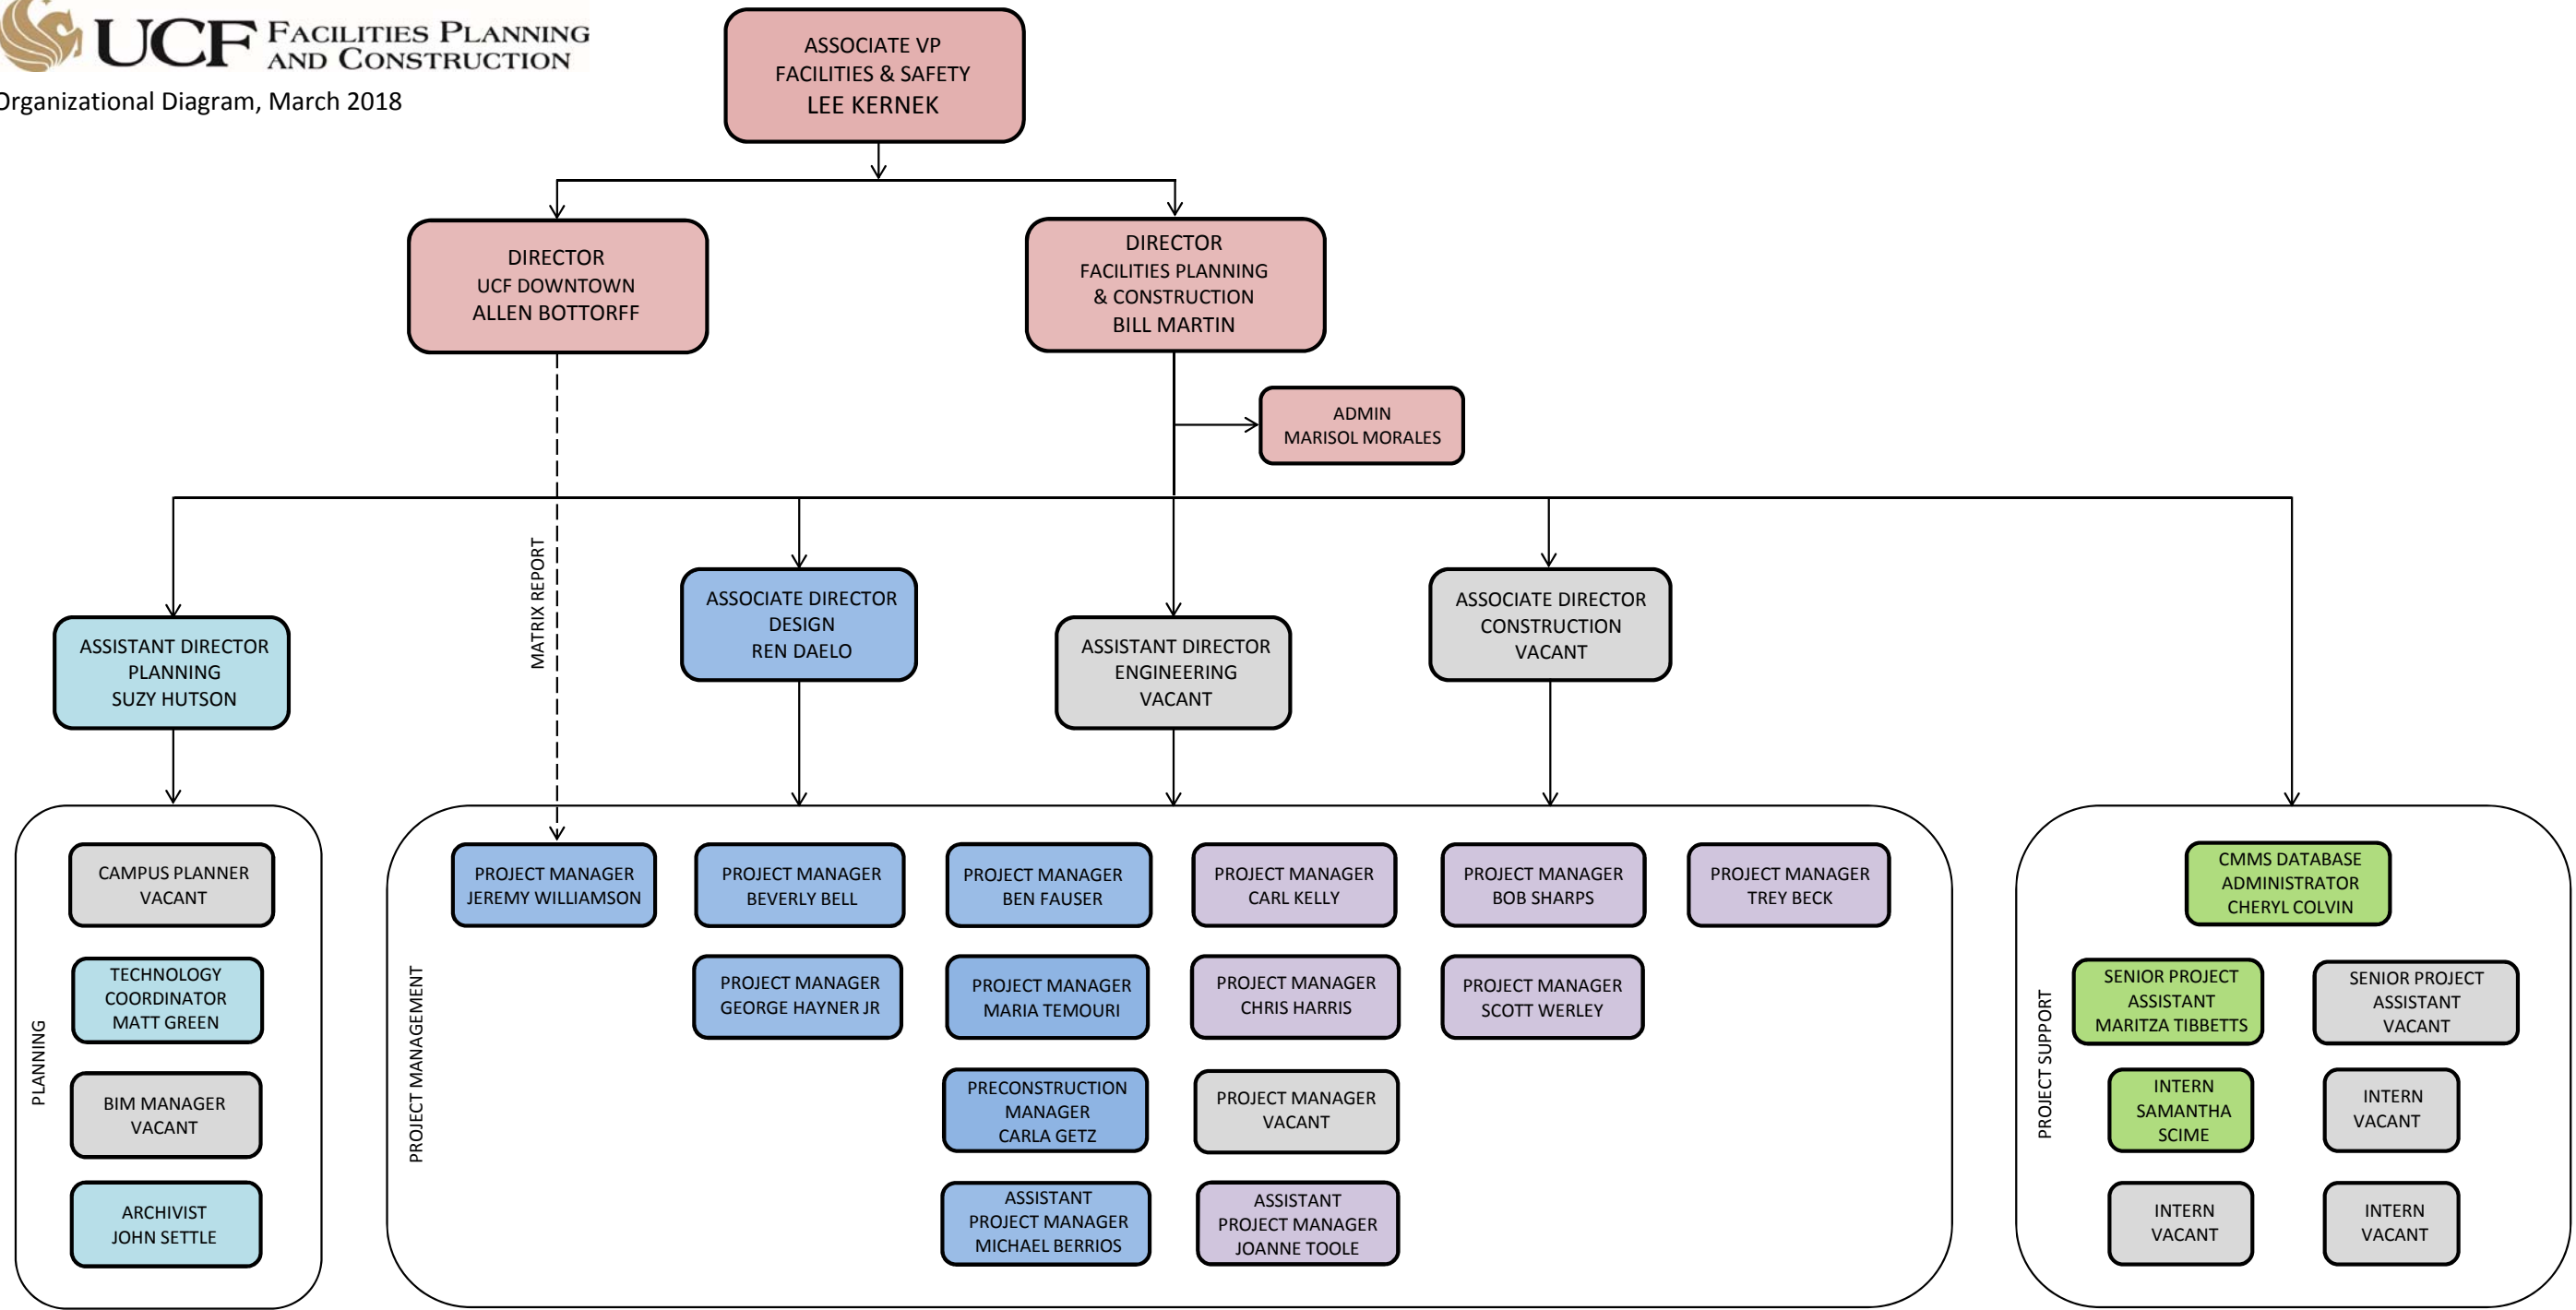 UCF FACILITIES PLANNING
AND CONSTRUCTION
Organizational Diagram, March 2018
ASSOCIATE VP
FACILITIES & SAFETY
LEE KERNEK
DIRECTOR
UCF DOWNTOWN
ALLEN BOTTORFF
DIRECTOR
FACILITIES PLANNING
& CONSTRUCTION
BILL MARTIN
ADMIN
MARISOL MORALES
MATRIX REPORT
ASSISTANT DIRECTOR
PLANNING
SUZY HUTSON
ASSOCIATE DIRECTOR
DESIGN
REN DAELO
ASSISTANT DIRECTOR
ENGINEERING
VACANT
ASSOCIATE DIRECTOR
CONSTRUCTION
VACANT
PLANNING
CAMPUS PLANNER
VACANT
TECHNOLOGY
COORDINATOR
MATT GREEN
BIM MANAGER
VACANT
ARCHIVIST
JOHN SETTLE
PROJECT MANAGEMENT
PROJECT MANAGER
JEREMY WILLIAMSON
PROJECT MANAGER
BEVERLY BELL
PROJECT MANAGER
BEN FAUSER
PROJECT MANAGER
CARL KELLY
PROJECT MANAGER
BOB SHARPS
PROJECT MANAGER
TREY BECK
PROJECT MANAGER
GEORGE HAYNER JR
PROJECT MANAGER
MARIA TEMOURI
PROJECT MANAGER
CHRIS HARRIS
PROJECT MANAGER
SCOTT WERLEY
PRECONSTRUCTION
MANAGER
CARLA GETZ
PROJECT MANAGER
VACANT
ASSISTANT
PROJECT MANAGER
MICHAEL BERRIOS
ASSISTANT
PROJECT MANAGER
JOANNE TOOLE
PROJECT SUPPORT
CMMS DATABASE
ADMINISTRATOR
CHERYL COLVIN
SENIOR PROJECT
ASSISTANT
MARITZA TIBBETTS
SENIOR PROJECT
ASSISTANT
VACANT
INTERN
SAMANTHA
SCIME
INTERN
VACANT
INTERN
VACANT
INTERN
VACANT